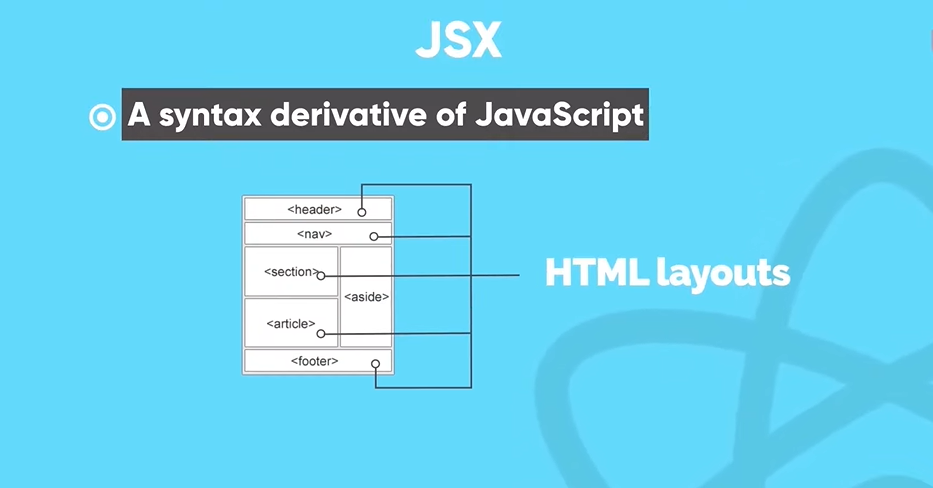 JSX
A syntax derivative of JavaScript
<header>
<nav>
<section>
<aside>
<article>
<footer>
HTML layouts